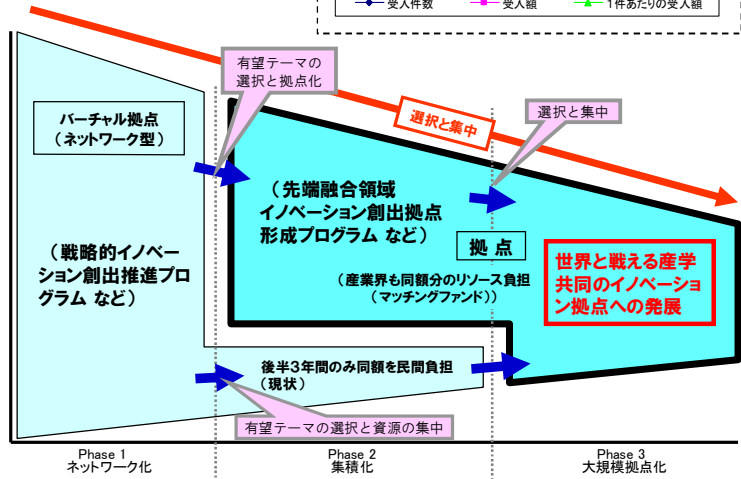 受入件数 受入額 1件あたりの受入額
有望テーマの
選択と拠点化
選択と集中
選択と集中
バーチャル拠点
（ネットワーク型）
（先端融合領域
イノベーション創出拠点
形成プログラム など）
拠 点
（戦略的イノベー
ション創出推進プロ
グラム など）
（産業界も同額分のリソース負担
（マッチングファンド））
世界と戦える産学
共同のイノベーショ
ン拠点への発展
後半３年間のみ同額を民間負担
（現状）
有望テーマの選択と資源の集中
Phase 1
ネットワーク化
Phase 2
集積化
Phase 3
大規模拠点化